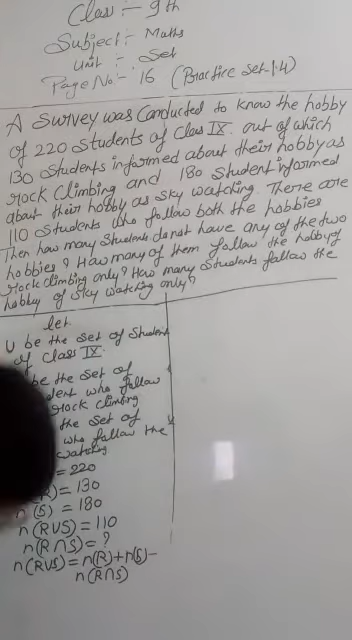 Class :- 9th
Subject :- Maths
Unit :- Set
Page No :- 16 (Practice Set-1.4)
A Survey was Conducted to know the hobby
of 220 Students of Class IX. out of which
130 Students informed about their hobby as
rock Climbing and 180 Student informed
about their hobby as sky watching. There are
110 Students who follow both the hobbies
Then how many Students do not have any of the two
hobbies ? How many of them follow the hobby of
rock climbing only? How many Students follow the
hobby of sky watching only?
let
U be the set of Student
of Class IX.
be the set of
dent who follow
rock climbing
the set of
who follow the
watching
= 220
n(R) = 130
n(S) = 180
n(RUS) = 110
n(R∩S) = ?
n(RUS) = n(R)+n(S)-
n(R∩S)